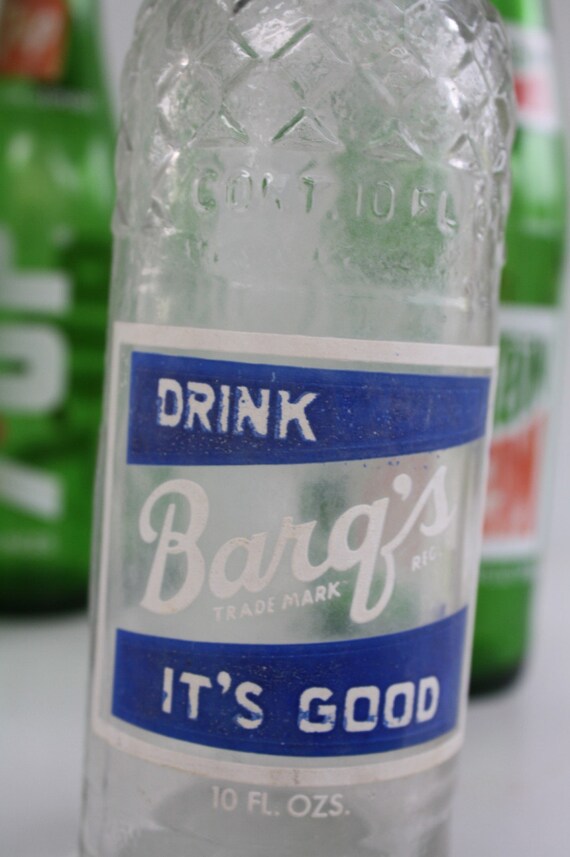 CONT. 10 FL
DRINK
Barq's
TRADE MARK REG.
IT'S GOOD
10 FL. OZS.